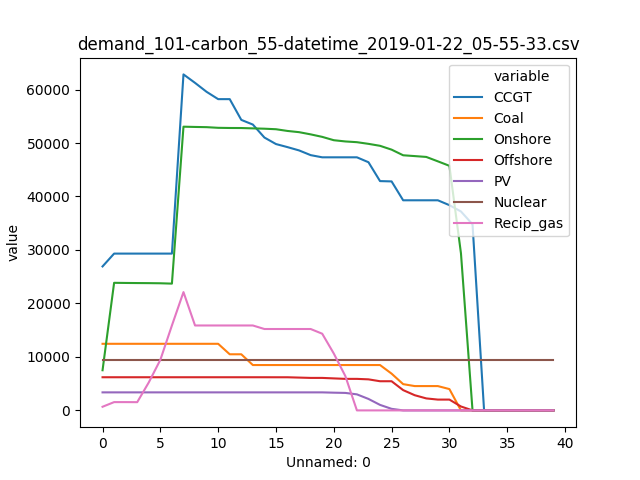 demand_101-carbon_55-datetime_2019-01-22_05-55-33.csv
variable
CCGT
Coal
Onshore
Offshore
PV
Nuclear
Recip_gas
value
60000
50000
40000
30000
20000
10000
0
0 5 10 15 20 25 30 35 40
Unnamed: 0